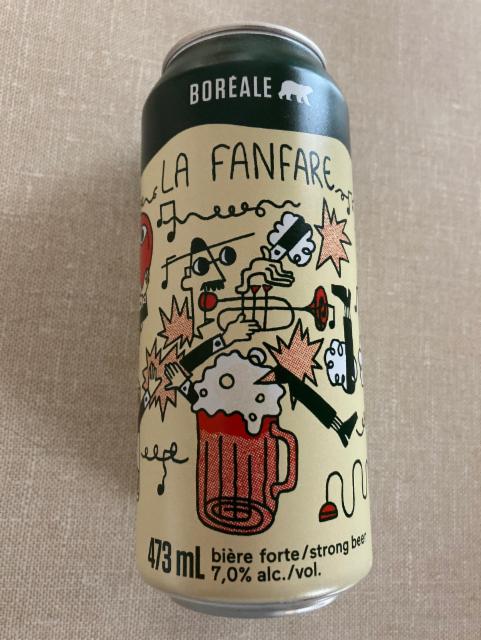 BORÉALE
LA FANFARE
473 mL
bière forte/strong beer
7,0% alc./vol.